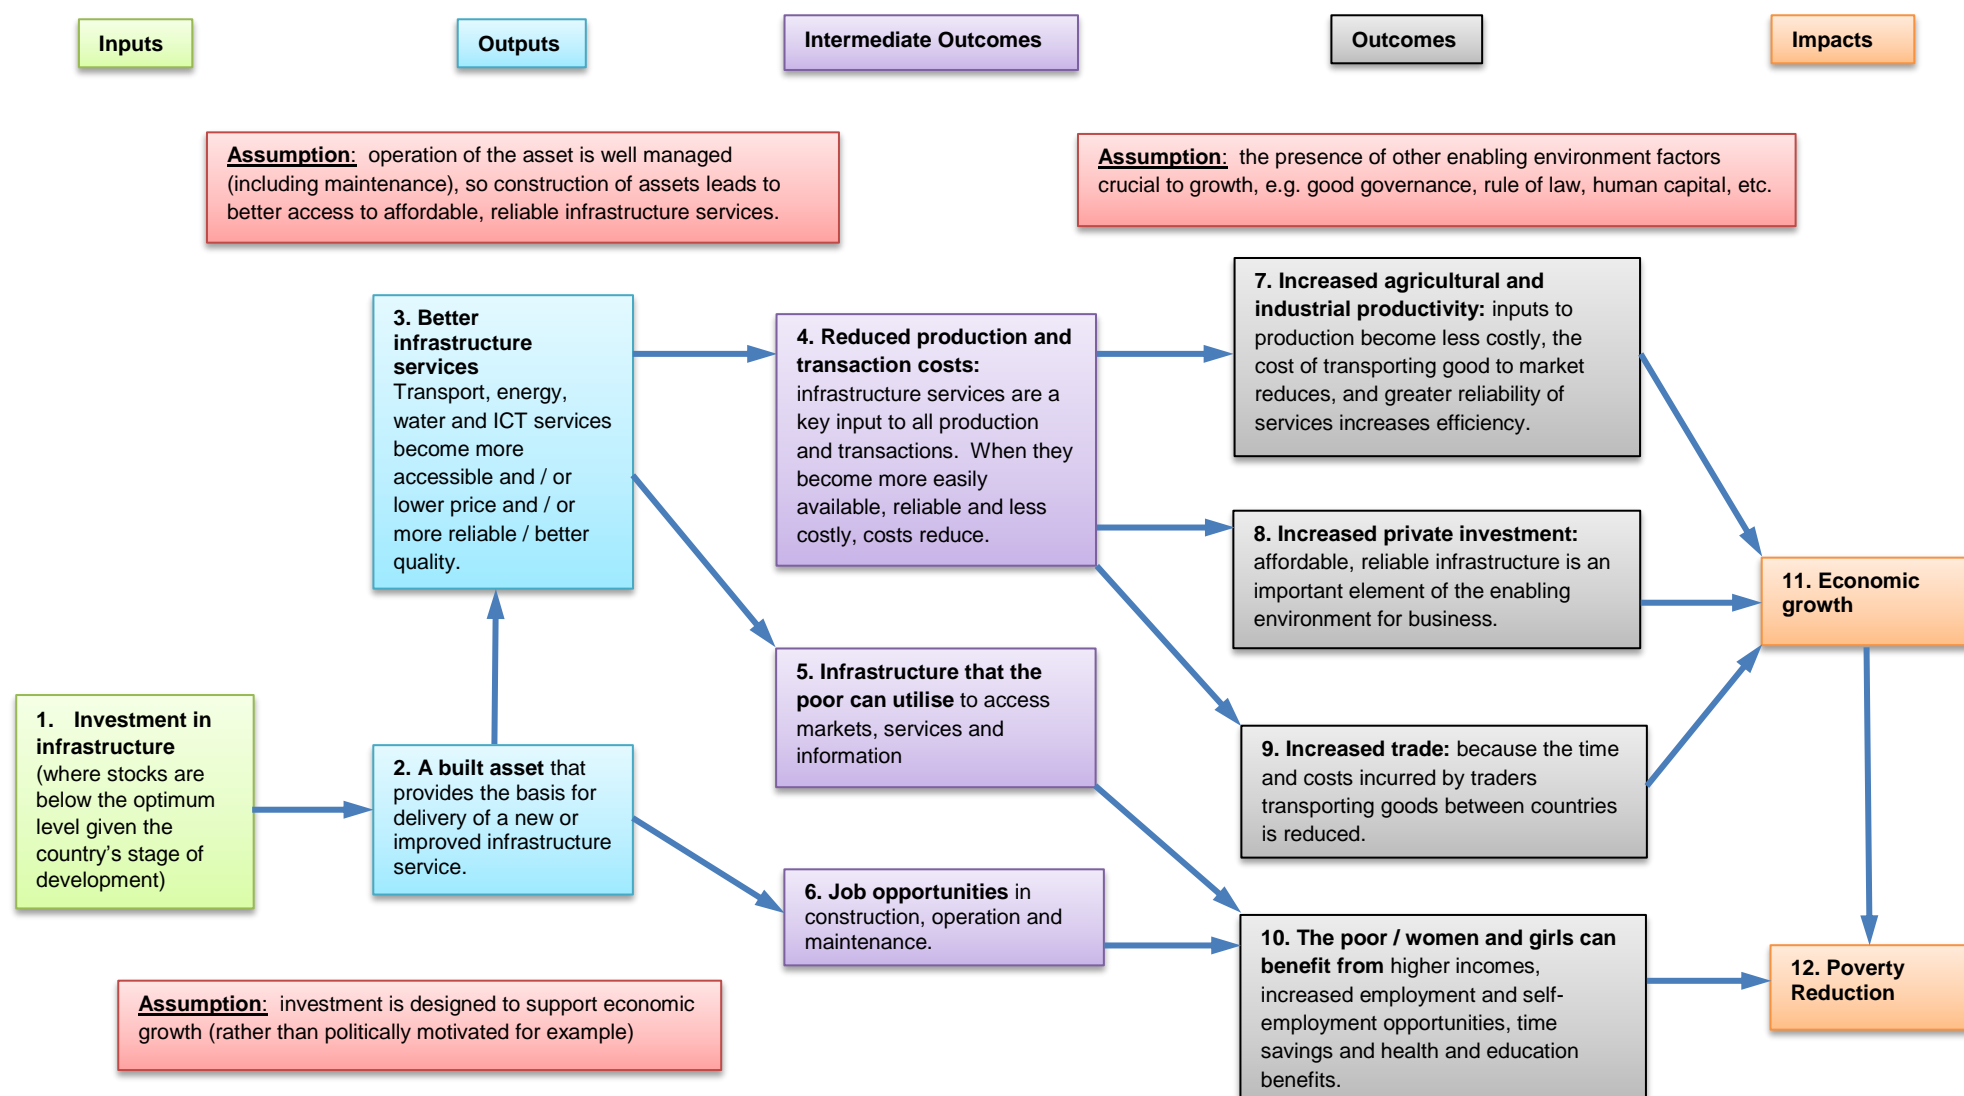 Inputs
Outputs
Intermediate Outcomes
Outcomes
Impacts
Assumption:  operation of the asset is well managed
(including maintenance), so construction of assets leads to
better access to affordable, reliable infrastructure services.
Assumption:  the presence of other enabling environment factors
crucial to growth, e.g. good governance, rule of law, human capital, etc.
1.   Investment in
infrastructure
(where stocks are
below the optimum
level given the
country’s stage of
development)
2. A built asset that
provides the basis for
delivery of a new or
improved infrastructure
service.
3. Better
infrastructure
services
Transport, energy,
water and ICT services
become more
accessible and / or
lower price and / or
more reliable / better
quality.
4. Reduced production and
transaction costs:
infrastructure services are a
key input to all production
and transactions.  When they
become more easily
available, reliable and less
costly, costs reduce.
5. Infrastructure that the
poor can utilise to access
markets, services and
information
6. Job opportunities in
construction, operation and
maintenance.
7. Increased agricultural and
industrial productivity: inputs to
production become less costly, the
cost of transporting good to market
reduces, and greater reliability of
services increases efficiency.
8. Increased private investment:
affordable, reliable infrastructure is an
important element of the enabling
environment for business.
9. Increased trade: because the time
and costs incurred by traders
transporting goods between countries
is reduced.
10. The poor / women and girls can
benefit from higher incomes,
increased employment and self-
employment opportunities, time
savings and health and education
benefits.
11. Economic
growth
12. Poverty
Reduction
Assumption:  investment is designed to support economic
growth (rather than politically motivated for example)